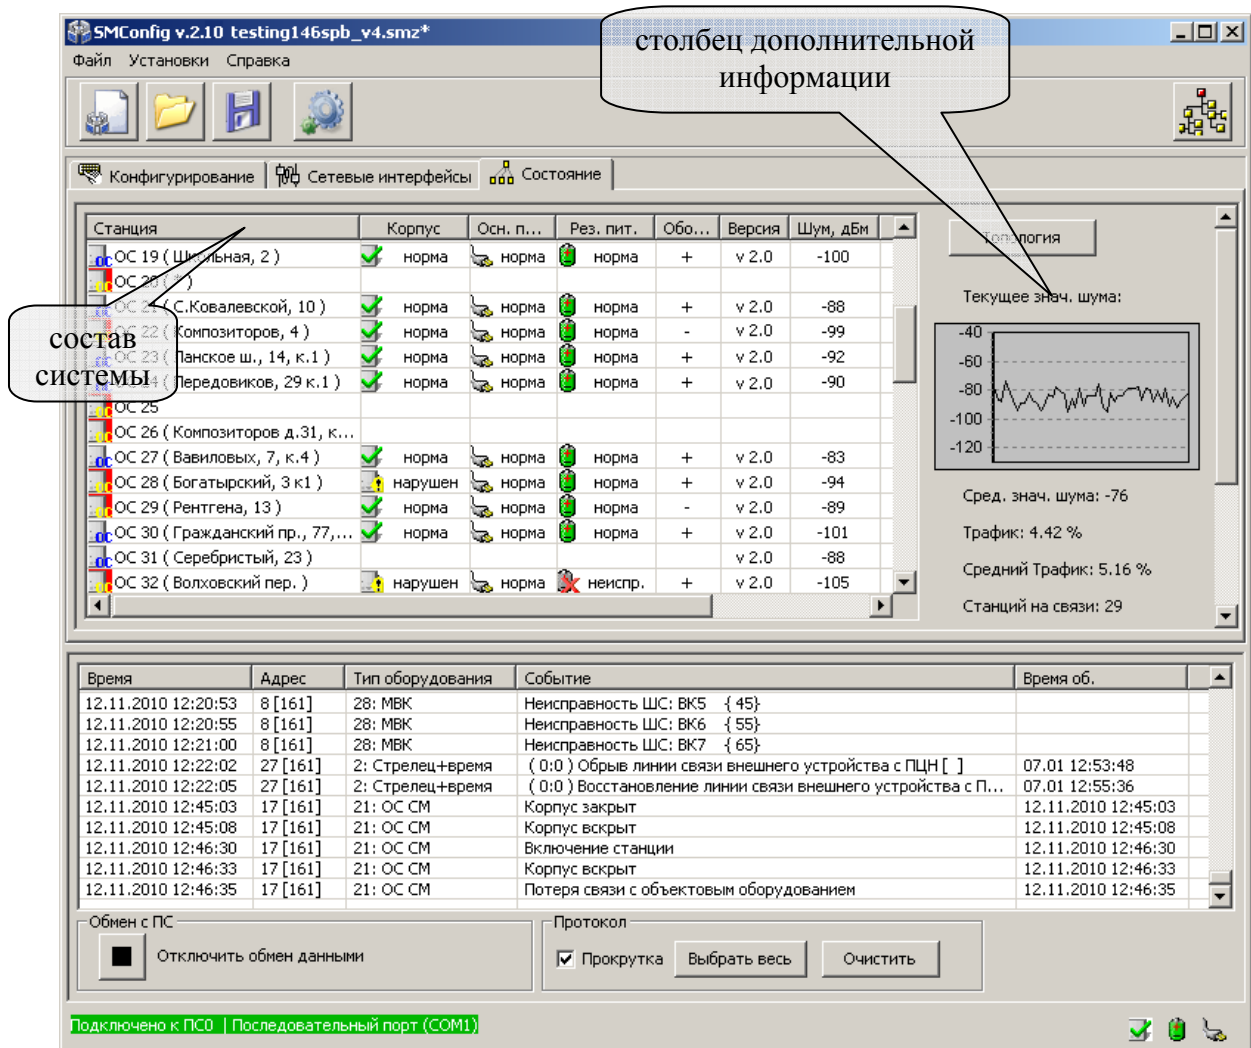 SMConfig v.2.10 testing146spb_v4.smz*
столбец дополнительной
информации
Файл Установки Справка
Конфигурирование Сетевые интерфейсы Состояние
Станция Корпус Осн. п... Рез. пит. Обо... Версия Шум, дБм
ОС 19 ( Школьная, 2 ) норма норма норма + v 2.0 -100
ОС 20 ( * )
ОС 21 ( С.Ковалевской, 10 ) норма норма норма + v 2.0 -88
ОС 22 ( Композиторов, 4 ) норма норма норма - v 2.0 -99
ОС 23 ( Ланское ш., 14, к.1 ) норма норма норма + v 2.0 -92
ОС 24 ( Передовиков, 29 к.1 ) норма норма норма + v 2.0 -90
ОС 25
ОС 26 ( Композиторов д.31, к...
ОС 27 ( Вавиловых, 7, к.4 ) норма норма норма + v 2.0 -83
ОС 28 ( Богатырский, 3 к1 ) нарушен норма норма + v 2.0 -94
ОС 29 ( Рентгена, 13 ) норма норма норма - v 2.0 -89
ОС 30 ( Гражданский пр., 77,... норма норма норма + v 2.0 -101
ОС 31 ( Серебристый, 23 ) v 2.0 -88
ОС 32 ( Волховский пер. ) нарушен норма неиспр. + v 2.0 -105
состав
системы
Топология
Текущее знач. шума:
-40
-60
-80
-100
-120
Сред. знач. шума: -76
Трафик: 4.42 %
Средний Трафик: 5.16 %
Станций на связи: 29
Время Адрес Тип оборудования Событие Время об.
12.11.2010 12:20:53 8 [161] 28: МВК Неисправность ШС: ВК5 { 45}
12.11.2010 12:20:55 8 [161] 28: МВК Неисправность ШС: ВК6 { 55}
12.11.2010 12:21:00 8 [161] 28: МВК Неисправность ШС: ВК7 { 65}
12.11.2010 12:22:02 27 [161] 2: Стрелец+время ( 0:0 ) Обрыв линии связи внешнего устройства с ПЦН [ ] 07.01 12:53:48
12.11.2010 12:22:05 27 [161] 2: Стрелец+время ( 0:0 ) Восстановление линии связи внешнего устройства с П... 07.01 12:55:36
12.11.2010 12:45:03 17 [161] 21: ОС СМ Корпус закрыт 12.11.2010 12:45:03
12.11.2010 12:45:08 17 [161] 21: ОС СМ Корпус вскрыт 12.11.2010 12:45:08
12.11.2010 12:46:30 17 [161] 21: ОС СМ Включение станции 12.11.2010 12:46:30
12.11.2010 12:46:33 17 [161] 21: ОС СМ Корпус вскрыт 12.11.2010 12:46:33
12.11.2010 12:46:35 17 [161] 21: ОС СМ Потеря связи с объектовым оборудованием 12.11.2010 12:46:35
Обмен с ПС Протокол
Отключить обмен данными Прокрутка Выбрать весь Очистить
Подключено к ПС0 | Последовательный порт (COM1)